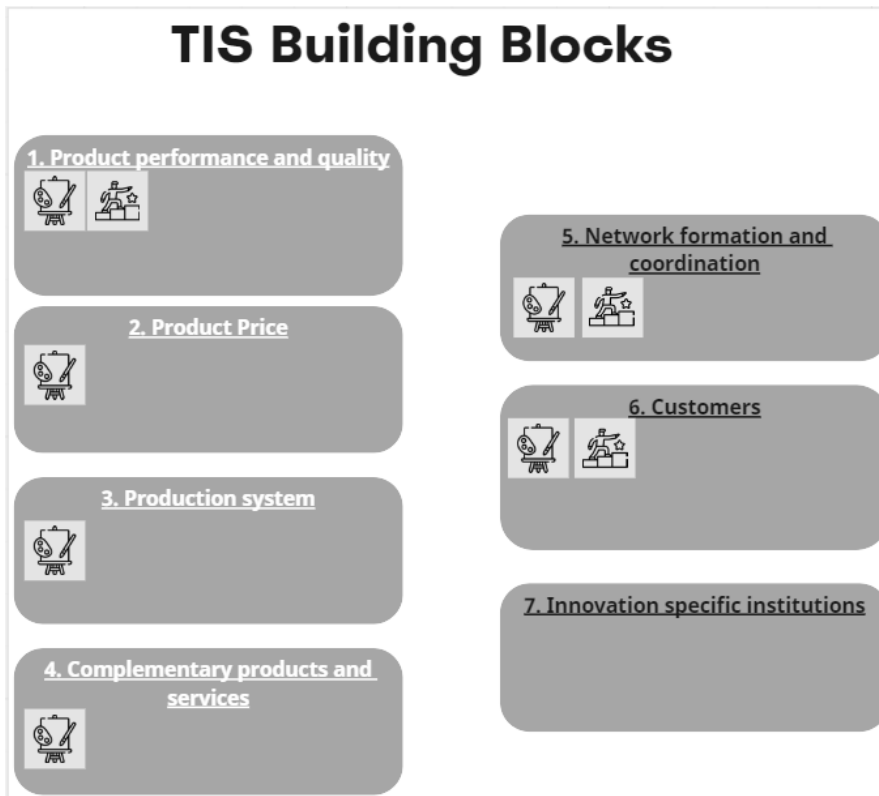 TIS Building Blocks
1. Product performance and quality
2. Product Price
3. Production system
4. Complementary products and
services
5. Network formation and
coordination
6. Customers
7. Innovation specific institutions